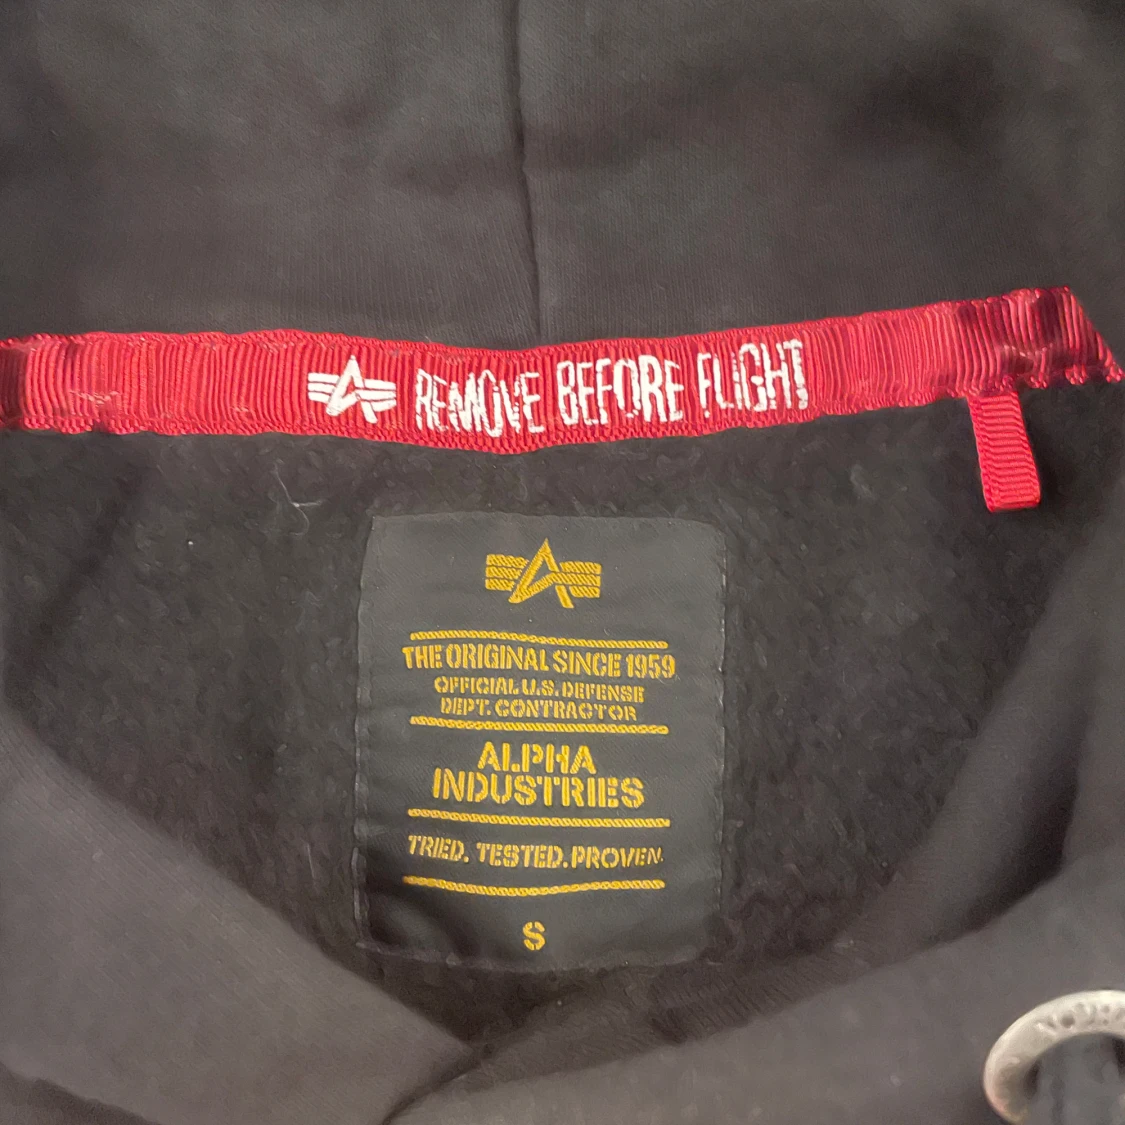 REMOVE BEFORE FLIGHT
THE ORIGINAL SINCE 1959
OFFICIAL U.S. DEFENSE
DEPT. CONTRACTOR
ALPHA
INDUSTRIES
TRIED. TESTED. PROVEN.
S